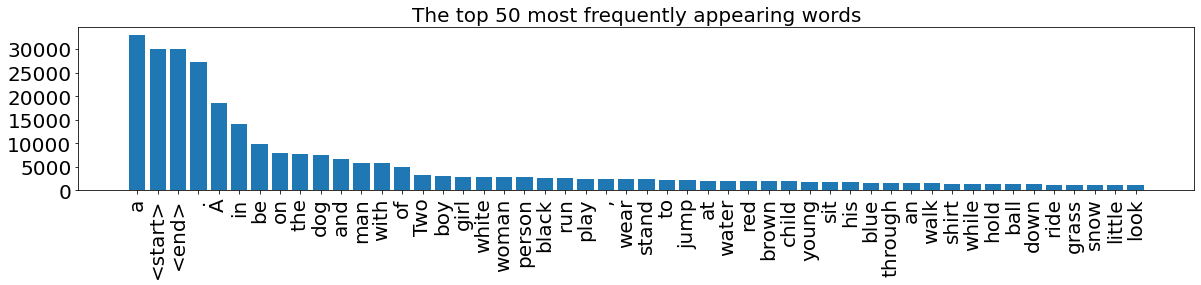 The top 50 most frequently appearing words
30000
25000
20000
15000
10000
5000
0
a
<start>
<end>
.
A
in
be
on
the
dog
and
man
with
of
Two
boy
girl
white
woman
person
black
run
play
,
wear
stand
to
jump
at
water
red
brown
child
young
sit
his
blue
through
an
walk
shirt
while
hold
ball
down
ride
grass
snow
little
look